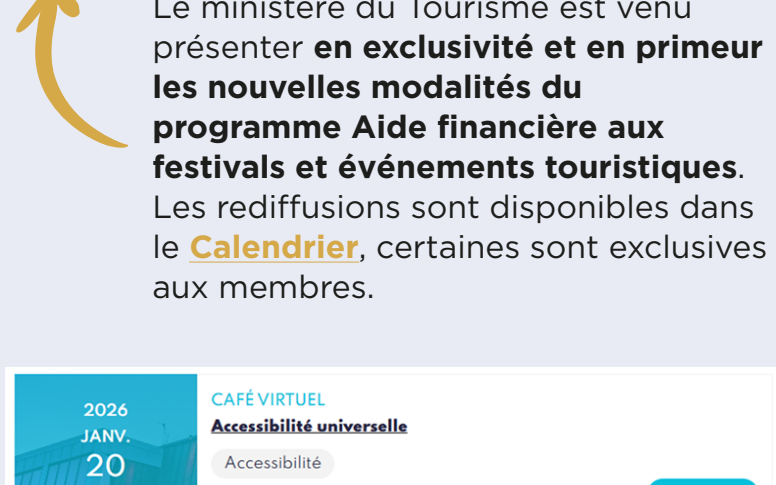 Le ministère du Tourisme est venu
présenter en exclusivité et en primeur
les nouvelles modalités du
programme Aide financière aux
festivals et événements touristiques.
Les rediffusions sont disponibles dans
le Calendrier, certaines sont exclusives
aux membres.
2026
JANV.
20
CAFÉ VIRTUEL
Accessibilité universelle
Accessibilité